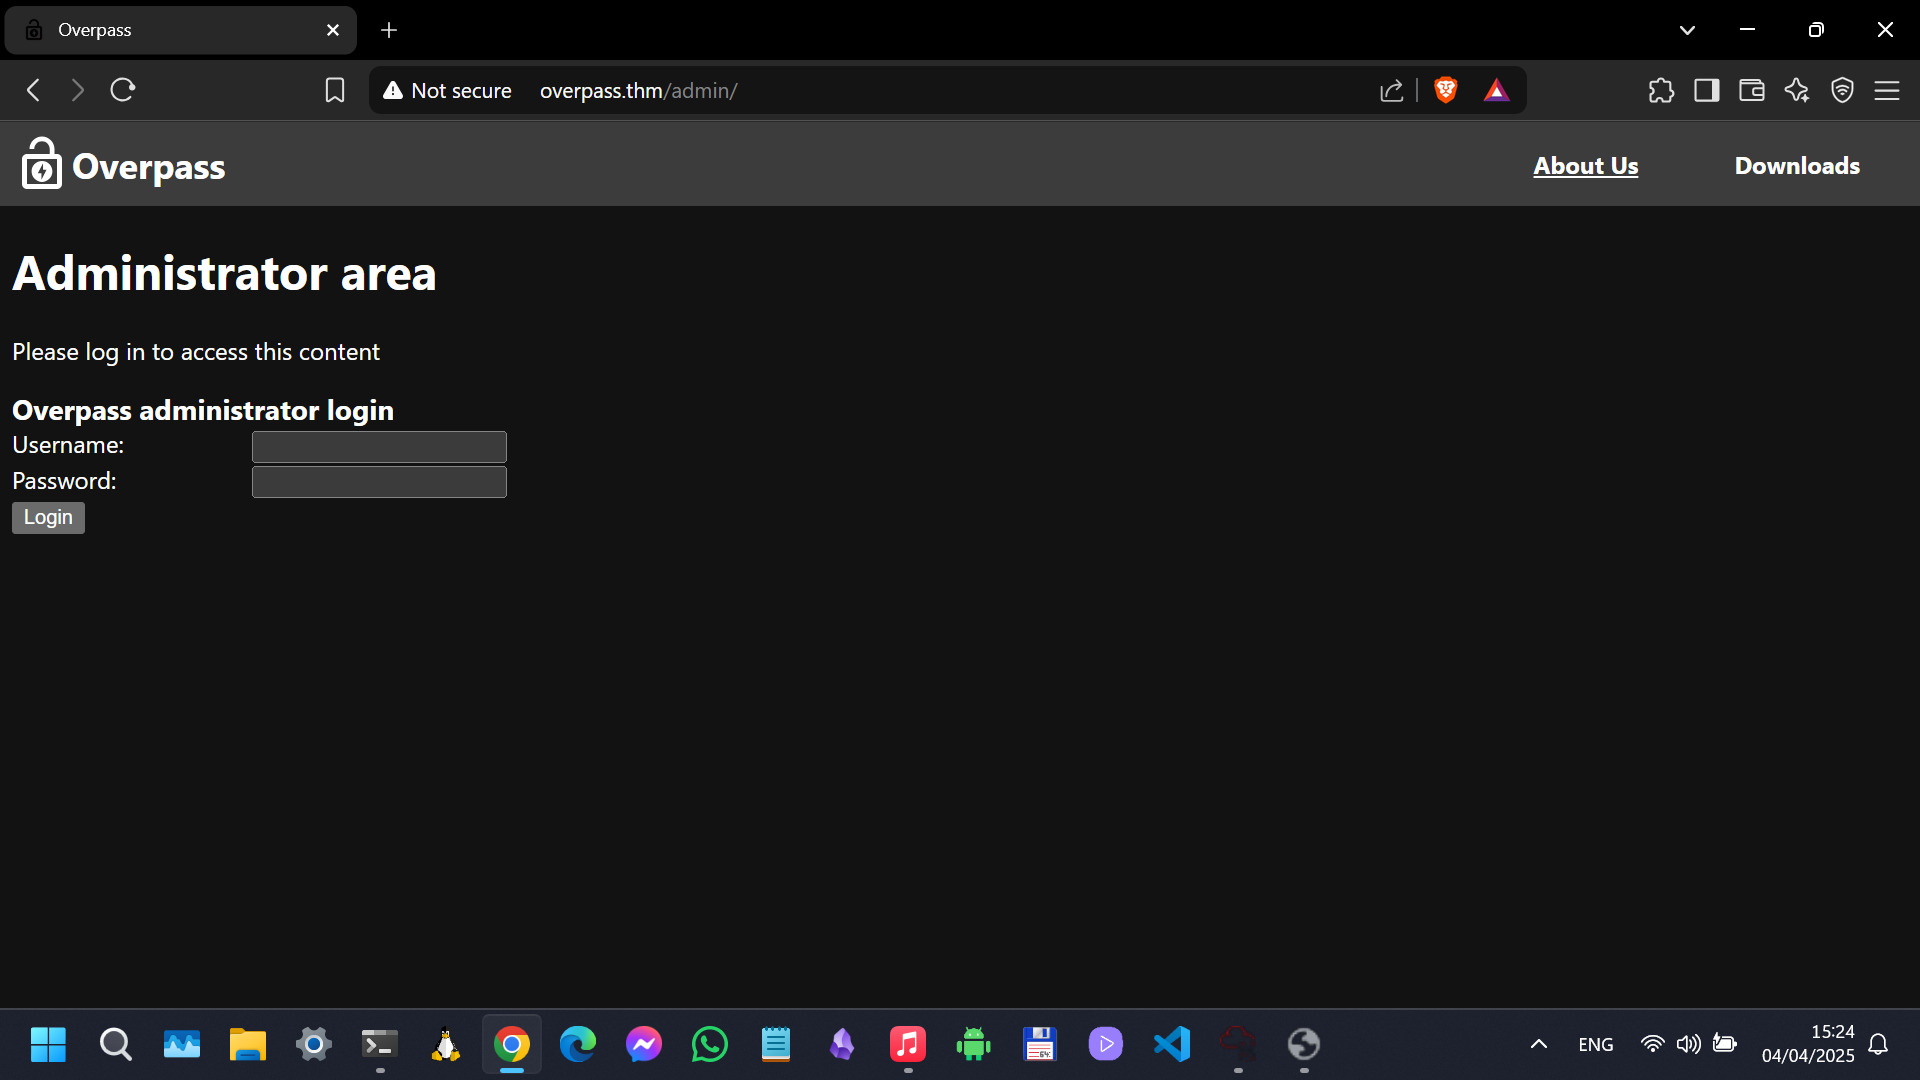 Overpass
Not secure overpass.thm/admin/
Overpass
About Us Downloads
Administrator area
Please log in to access this content
Overpass administrator login
Username:
Password:
Login
64
ENG
15:24
04/04/2025